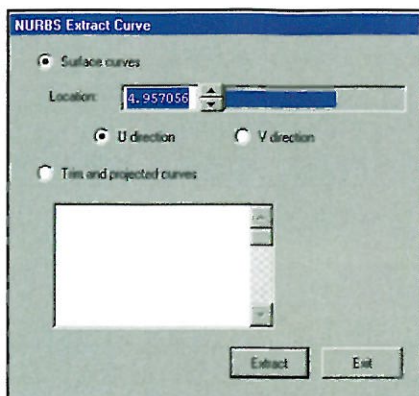 NURBS Extract Curve
Surface curves
Location: 4.957056
U direction V direction
Trim and projected curves
Extract Exit